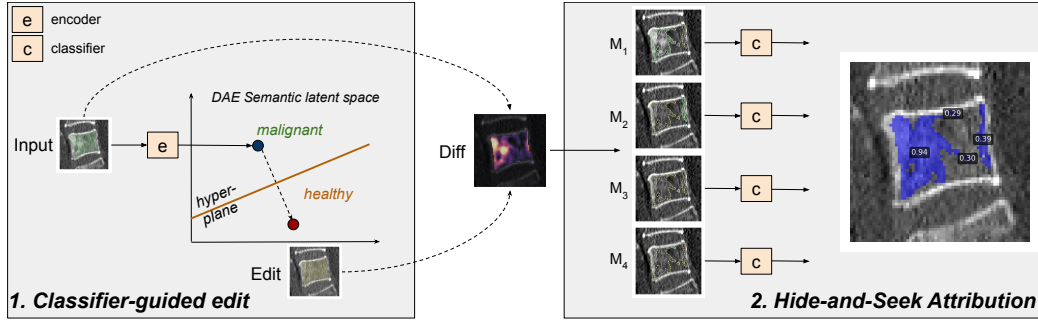 e encoder
c classifier
DAE Semantic latent space
malignant
Input
e
hyper-
plane
healthy
Edit
1. Classifier-guided edit
Diff
M1
c
M2
c
M3
c
M4
c
0.29
0.39
0.94
0.30
2. Hide-and-Seek Attribution